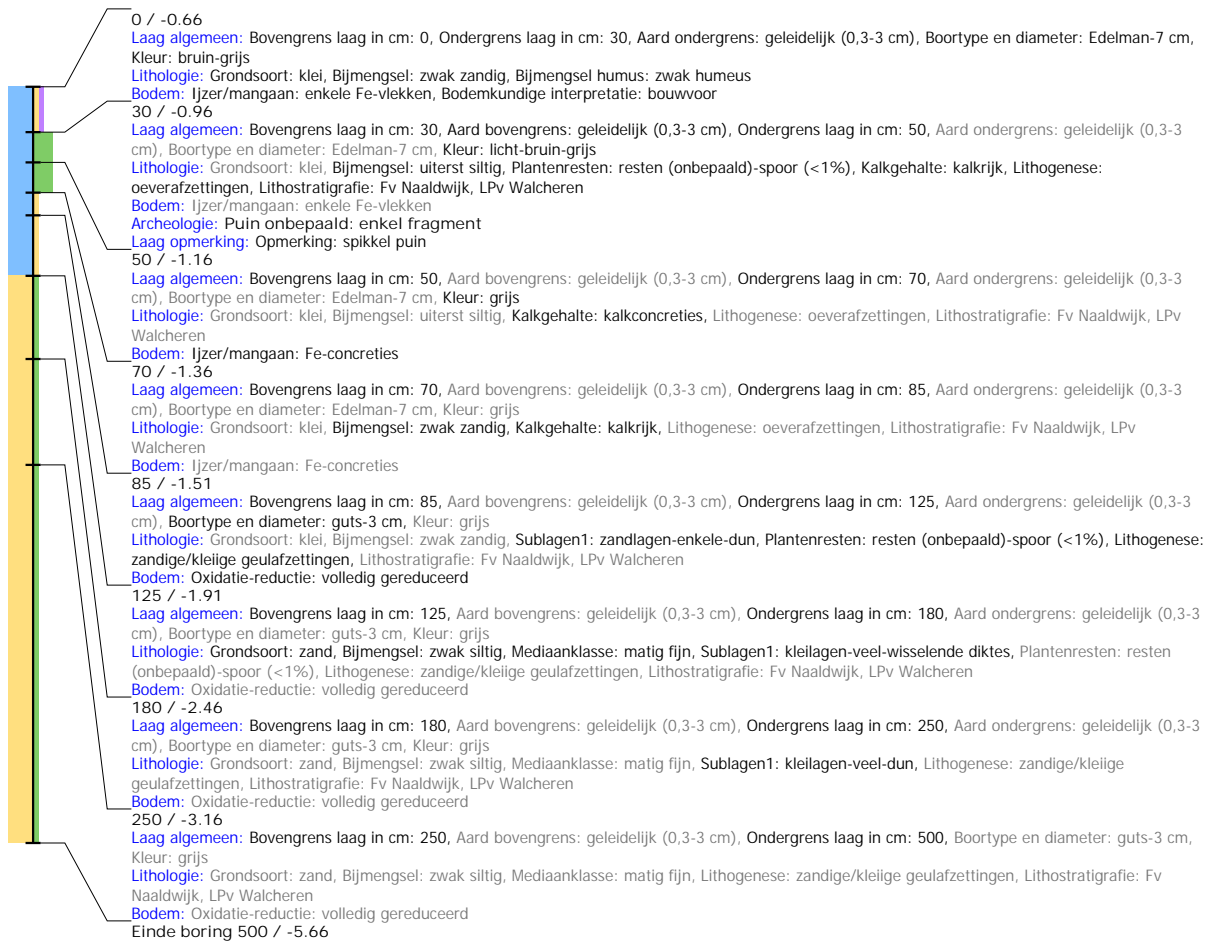 0 / -0.66
Laag algemeen: Bovengrens laag in cm: 0, Ondergrens laag in cm: 30, Aard ondergrens: geleidelijk (0,3-3 cm), Boortype en diameter: Edelman-7 cm,
Kleur: bruin-grijs
Lithologie: Grondsoort: klei, Bijmengsel: zwak zandig, Bijmengsel humus: zwak humeus
Bodem: Ijzer/mangaan: enkele Fe-vlekken, Bodemkundige interpretatie: bouwvoor
30 / -0.96
Laag algemeen: Bovengrens laag in cm: 30, Aard bovengrens: geleidelijk (0,3-3 cm), Ondergrens laag in cm: 50, Aard ondergrens: geleidelijk (0,3-3
cm), Boortype en diameter: Edelman-7 cm, Kleur: licht-bruin-grijs
Lithologie: Grondsoort: klei, Bijmengsel: uiterst siltig, Plantenresten: resten (onbepaald)-spoor (<1%), Kalkgehalte: kalkrijk, Lithogenese:
oeverafzettingen, Lithostratigrafie: Fv Naaldwijk, LPv Walcheren
Bodem: Ijzer/mangaan: enkele Fe-vlekken
Archeologie: Puin onbepaald: enkel fragment
Laag opmerking: Opmerking: spikkel puin
50 / -1.16
Laag algemeen: Bovengrens laag in cm: 50, Aard bovengrens: geleidelijk (0,3-3 cm), Ondergrens laag in cm: 70, Aard ondergrens: geleidelijk (0,3-3
cm), Boortype en diameter: Edelman-7 cm, Kleur: grijs
Lithologie: Grondsoort: klei, Bijmengsel: uiterst siltig, Kalkgehalte: kalkconcreties, Lithogenese: oeverafzettingen, Lithostratigrafie: Fv Naaldwijk, LPv
Walcheren
Bodem: Ijzer/mangaan: Fe-concreties
70 / -1.36
Laag algemeen: Bovengrens laag in cm: 70, Aard bovengrens: geleidelijk (0,3-3 cm), Ondergrens laag in cm: 85, Aard ondergrens: geleidelijk (0,3-3
cm), Boortype en diameter: Edelman-7 cm, Kleur: grijs
Lithologie: Grondsoort: klei, Bijmengsel: zwak zandig, Kalkgehalte: kalkrijk, Lithogenese: oeverafzettingen, Lithostratigrafie: Fv Naaldwijk, LPv
Walcheren
Bodem: Ijzer/mangaan: Fe-concreties
85 / -1.51
Laag algemeen: Bovengrens laag in cm: 85, Aard bovengrens: geleidelijk (0,3-3 cm), Ondergrens laag in cm: 125, Aard ondergrens: geleidelijk (0,3-3
cm), Boortype en diameter: guts-3 cm, Kleur: grijs
Lithologie: Grondsoort: klei, Bijmengsel: zwak zandig, Sublagen1: zandlagen-enkele-dun, Plantenresten: resten (onbepaald)-spoor (<1%), Lithogenese:
zandige/kleiige geulafzettingen, Lithostratigrafie: Fv Naaldwijk, LPv Walcheren
Bodem: Oxidatie-reductie: volledig gereduceerd
125 / -1.91
Laag algemeen: Bovengrens laag in cm: 125, Aard bovengrens: geleidelijk (0,3-3 cm), Ondergrens laag in cm: 180, Aard ondergrens: geleidelijk (0,3-3
cm), Boortype en diameter: guts-3 cm, Kleur: grijs
Lithologie: Grondsoort: zand, Bijmengsel: zwak siltig, Mediaanklasse: matig fijn, Sublagen1: kleilagen-veel-wisselende diktes, Plantenresten: resten
(onbepaald)-spoor (<1%), Lithogenese: zandige/kleiige geulafzettingen, Lithostratigrafie: Fv Naaldwijk, LPv Walcheren
Bodem: Oxidatie-reductie: volledig gereduceerd
180 / -2.46
Laag algemeen: Bovengrens laag in cm: 180, Aard bovengrens: geleidelijk (0,3-3 cm), Ondergrens laag in cm: 250, Aard ondergrens: geleidelijk (0,3-3
cm), Boortype en diameter: guts-3 cm, Kleur: grijs
Lithologie: Grondsoort: zand, Bijmengsel: zwak siltig, Mediaanklasse: matig fijn, Sublagen1: kleilagen-veel-dun, Lithogenese: zandige/kleiige
geulafzettingen, Lithostratigrafie: Fv Naaldwijk, LPv Walcheren
Bodem: Oxidatie-reductie: volledig gereduceerd
250 / -3.16
Laag algemeen: Bovengrens laag in cm: 250, Aard bovengrens: geleidelijk (0,3-3 cm), Ondergrens laag in cm: 500, Boortype en diameter: guts-3 cm,
Kleur: grijs
Lithologie: Grondsoort: zand, Bijmengsel: zwak siltig, Mediaanklasse: matig fijn, Lithogenese: zandige/kleiige geulafzettingen, Lithostratigrafie: Fv
Naaldwijk, LPv Walcheren
Bodem: Oxidatie-reductie: volledig gereduceerd
Einde boring 500 / -5.66